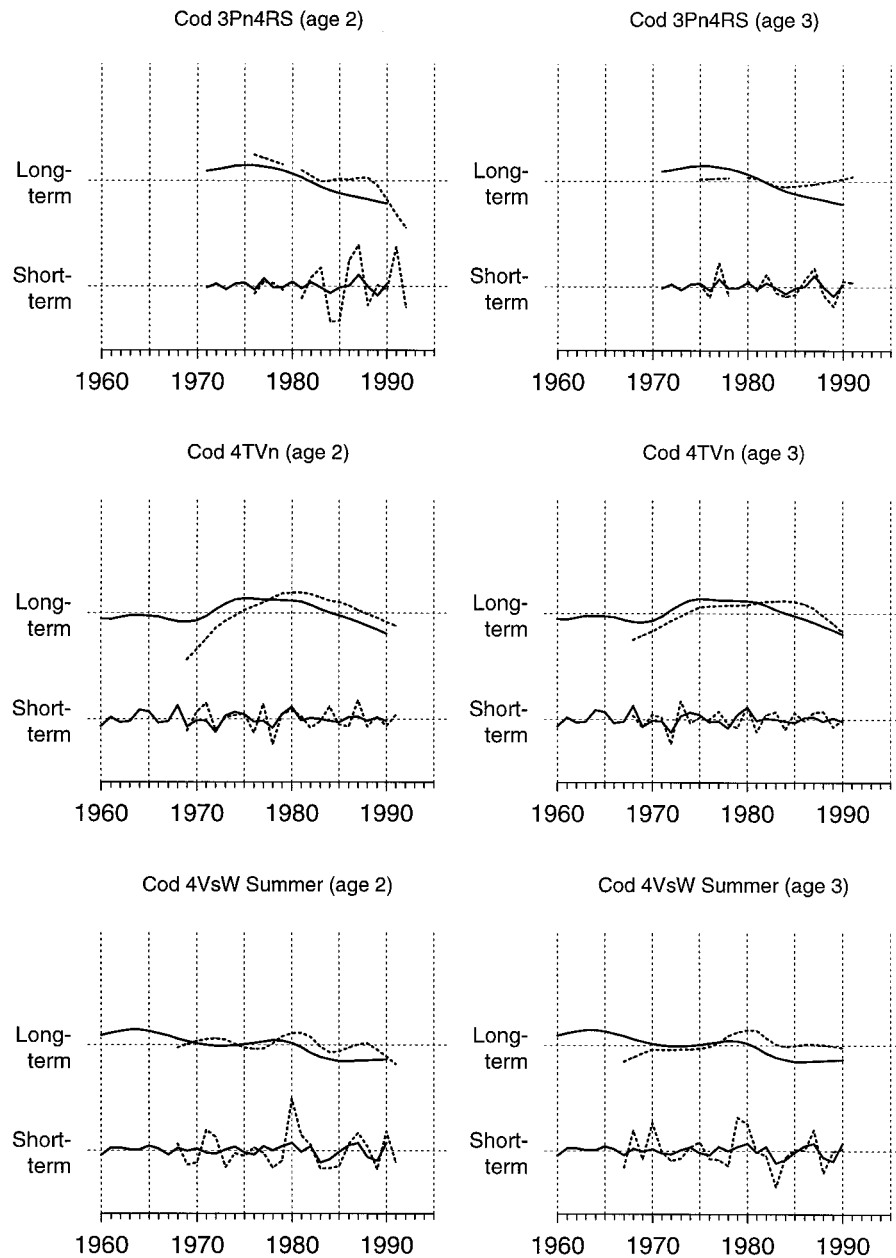 Cod 3Pn4RS (age 2)
Cod 3Pn4RS (age 3)
Long-
term
Long-
term
Short-
term
Short-
term
1960 1970 1980 1990
1960 1970 1980 1990
Cod 4TVn (age 2)
Cod 4TVn (age 3)
Long-
term
Long-
term
Short-
term
Short-
term
1960 1970 1980 1990
1960 1970 1980 1990
Cod 4VsW Summer (age 2)
Cod 4VsW Summer (age 3)
Long-
term
Long-
term
Short-
term
Short-
term
1960 1970 1980 1990
1960 1970 1980 1990